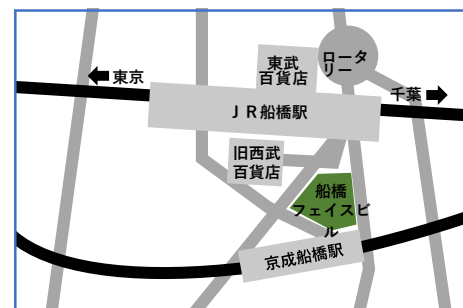 東武
百貨店
ロータ
リー
東京
千葉
ＪＲ船橋駅
旧西武
百貨店
船橋
フェイスビ
ル
京成船橋駅